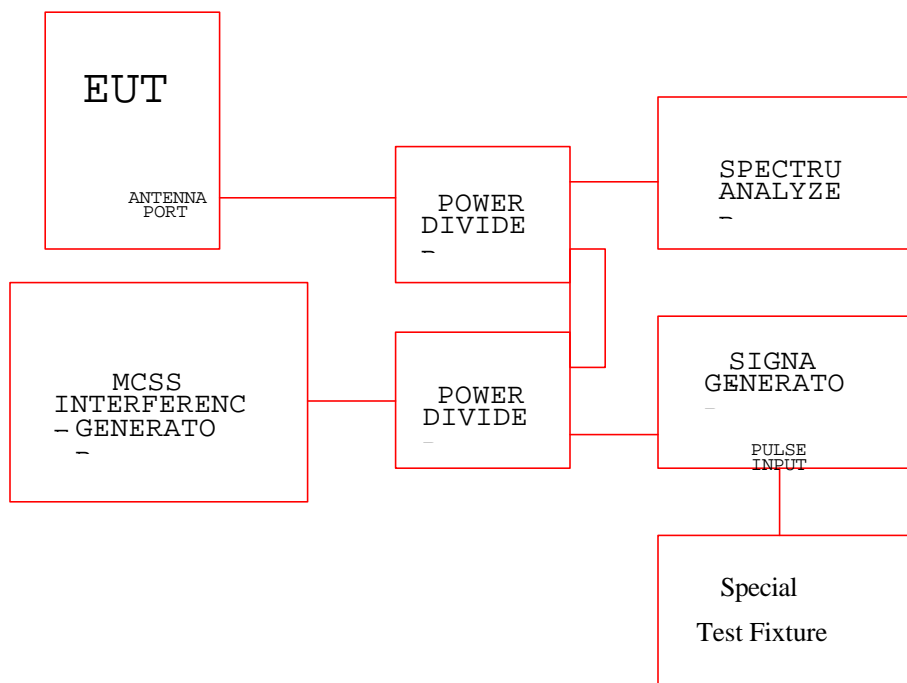 EUT
ANTENNA
PORT
POWER
DIVIDE
SPECTRU
ANALYZE
MCSS
INTERFERENC
GENERATO
POWER
DIVIDE
SIGNA
GENERATO
PULSE
INPUT
Special
Test Fixture